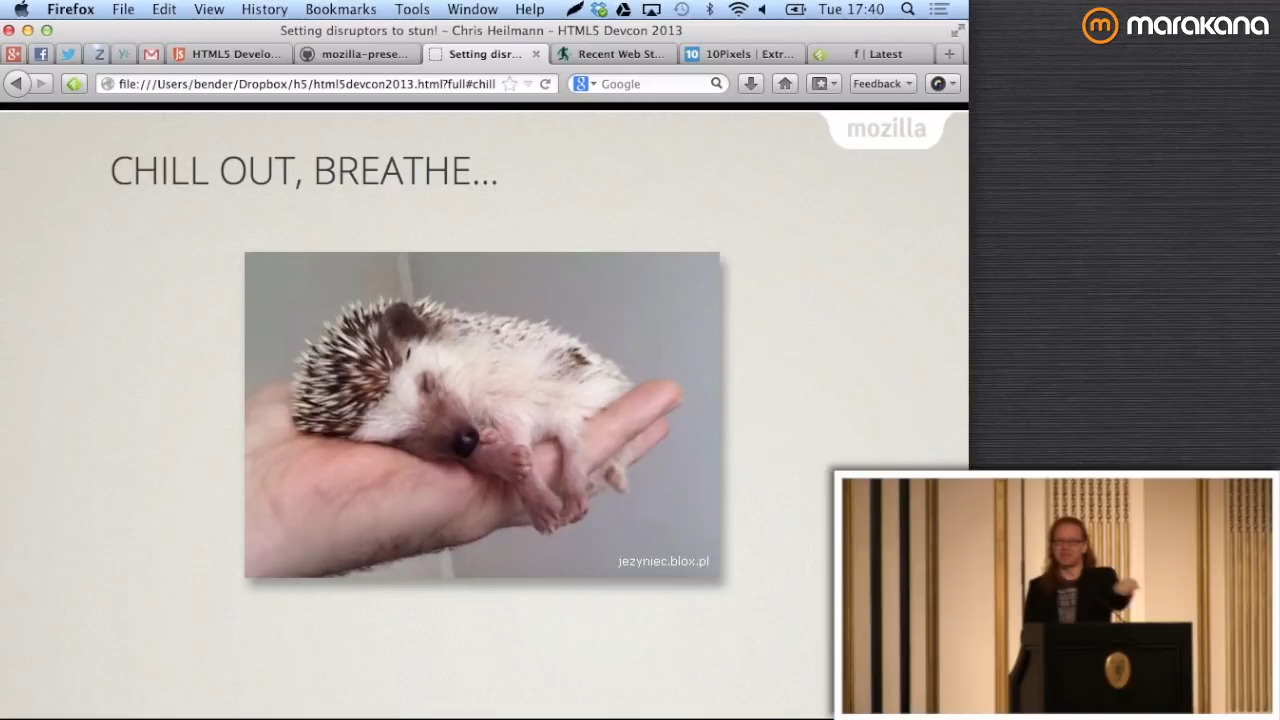 Firefox File Edit View History Bookmarks Tools Window Help Tue 17:40
marakana
Setting disruptors to stun! ~ Chris Heilmann ~ HTML5 Devcon 2013
HTML5 Develo... mozilla-prese... Setting disr... Recent Web St... 10 10Pixels | Extr... f | Latest
file:///Users/bender/Dropbox/h5/html5devcon2013.html?full#chill Google Feedback
mozilla
CHILL OUT, BREATHE...
jezyniec.blox.pl